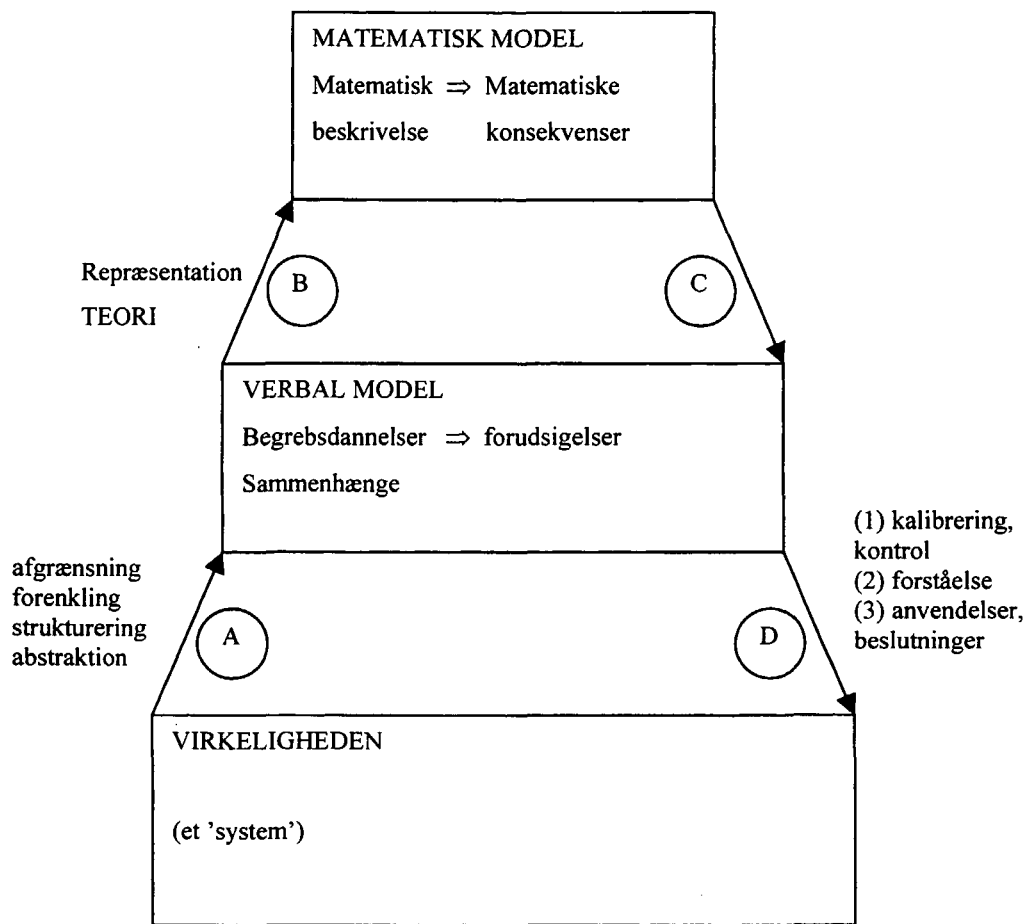 MATEMATISK MODEL
Matematisk ⇒ Matematiske
beskrivelse konsekvenser
Repræsentation
TEORI
B
C
VERBAL MODEL
Begrebsdannelser ⇒ forudsigelser
Sammenhænge
afgrænsning
forenkling
strukturering
abstraktion
A
D
(1) kalibrering,
kontrol
(2) forståelse
(3) anvendelser,
beslutninger
VIRKELIGHEDEN
(et 'system')